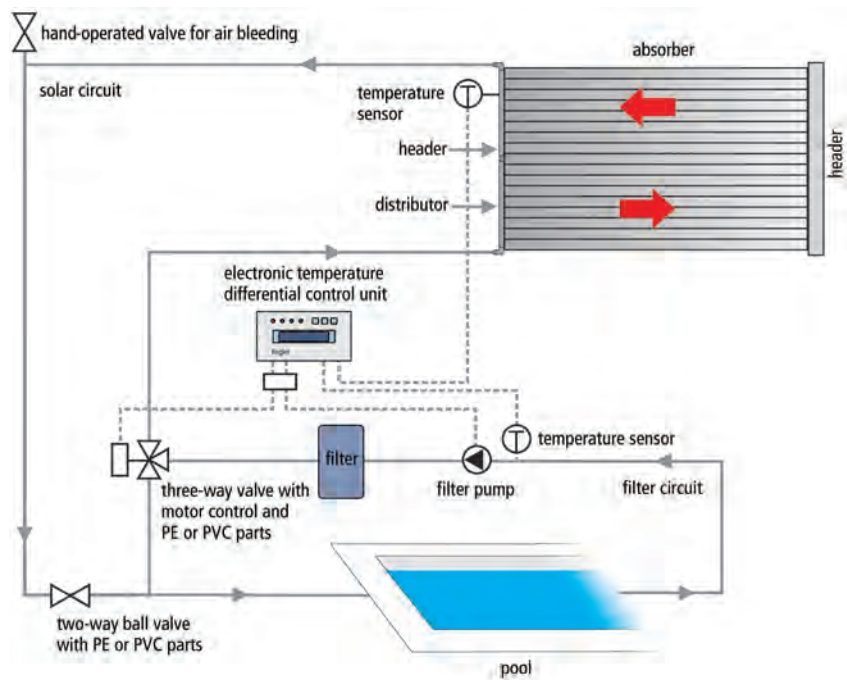 hand-operated valve for air bleeding
absorber
solar circuit
temperature
sensor
T
header
header
distributor
electronic temperature
differential control unit
T
temperature sensor
filter
filter pump
filter circuit
three-way valve with
motor control and
PE or PVC parts
two-way ball valve
with PE or PVC parts
pool